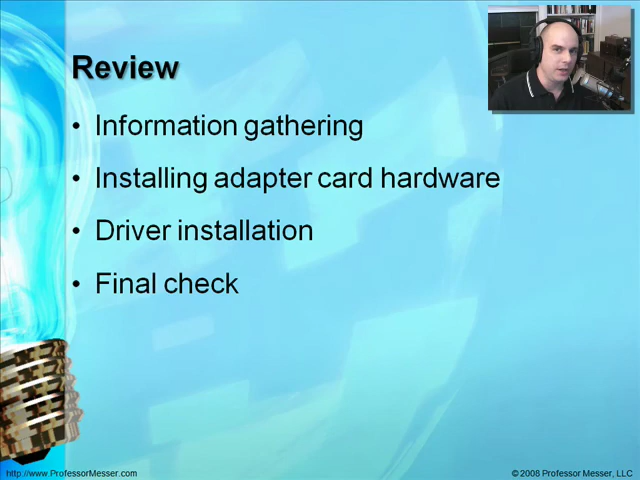 Review
• Information gathering
• Installing adapter card hardware
• Driver installation
• Final check
http://www.ProfessorMesser.com
© 2008 Professor Messer, LLC